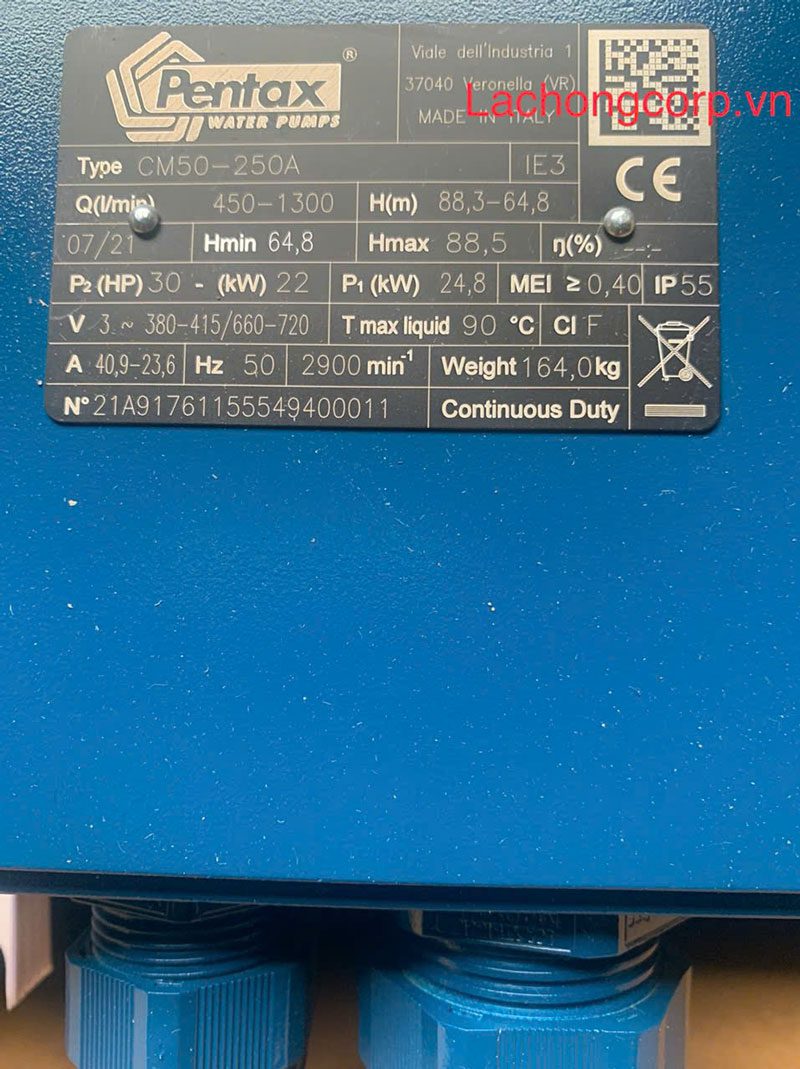 Pentax ®
WATER PUMPS
Viale dell'Industria 1
37040 Veronella (VR)
MADE IN ITALY
Lachongcorp.vn
Type CM50-250A IE3
CE
Q(l/min) 450-1300 H(m) 88,3-64,8
07/21 Hmin 64,8 Hmax 88,5 η(%) --.-
P2 (HP) 30 - (kW) 22 P1 (kW) 24,8 MEI ≥ 0,40 IP 55
V 3 ~ 380-415/660-720 T max liquid 90 °C Cl F
A 40,9-23,6 Hz 50 2900 min-1 Weight 164,0 kg
N° 21A91761155549400011 Continuous Duty